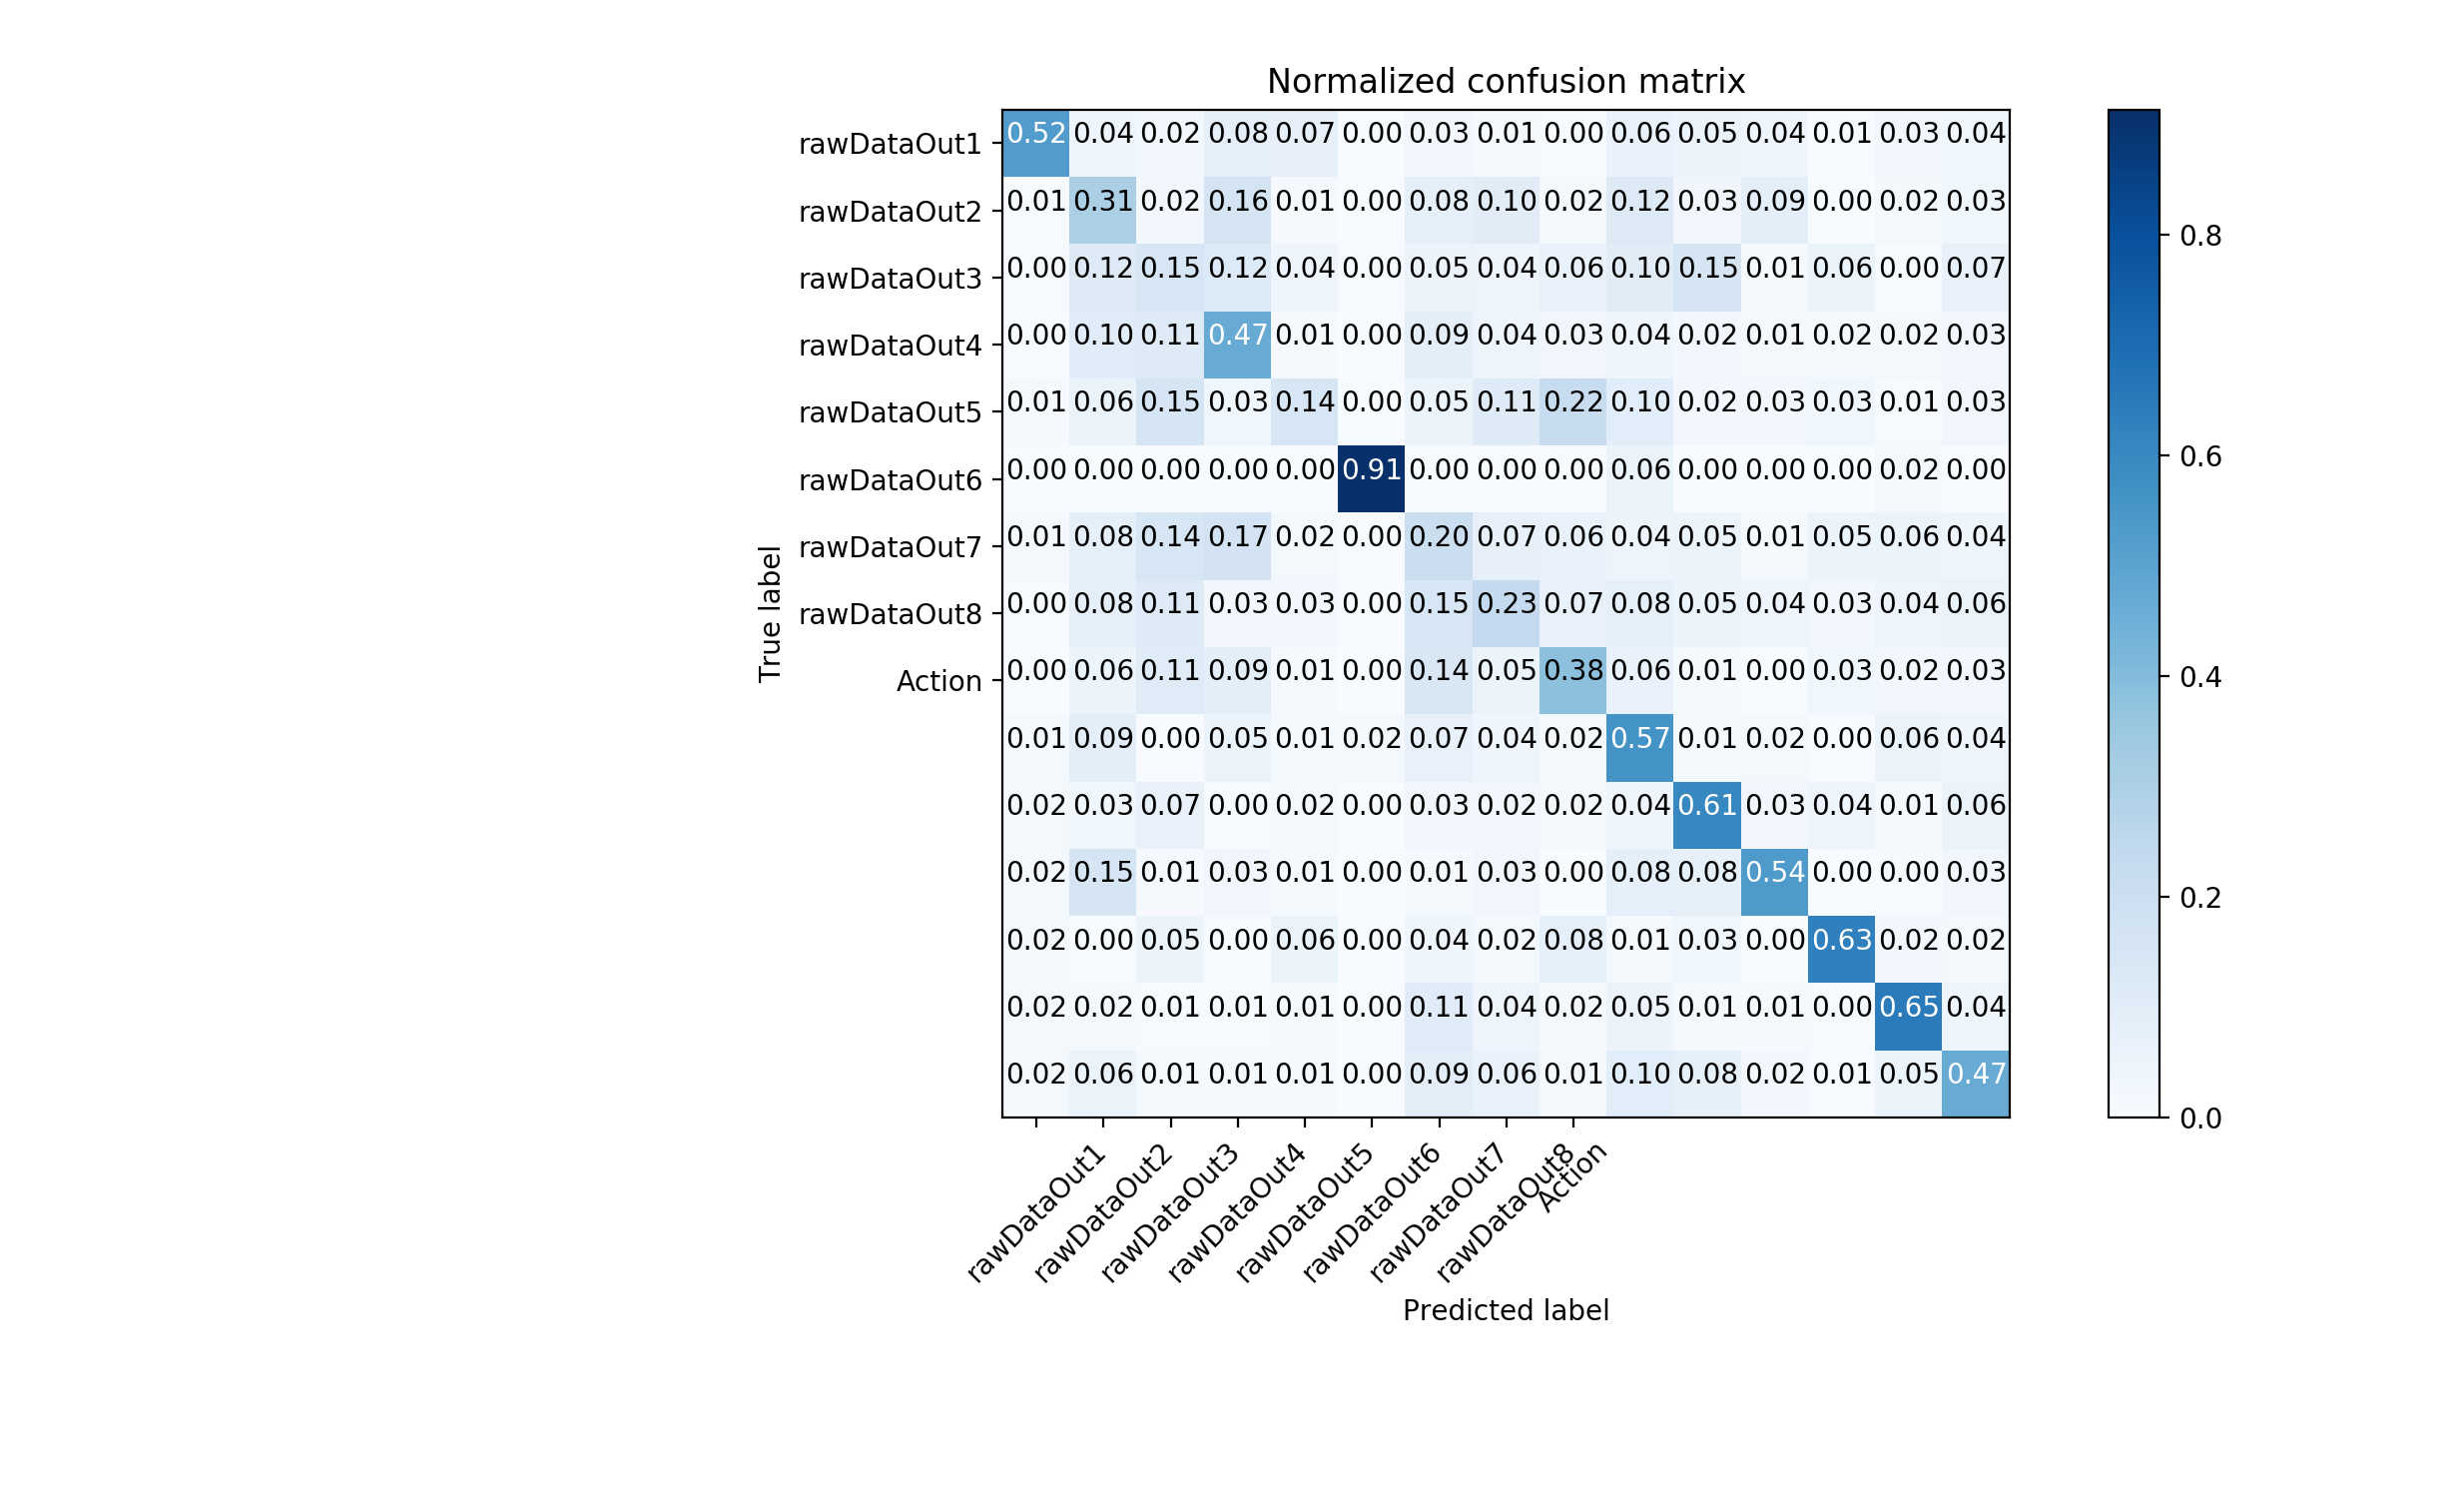 Normalized confusion matrix
rawDataOut1 0.52 0.04 0.02 0.08 0.07 0.00 0.03 0.01 0.00 0.06 0.05 0.04 0.01 0.03 0.04
rawDataOut2 0.01 0.31 0.02 0.16 0.01 0.00 0.08 0.10 0.02 0.12 0.03 0.09 0.00 0.02 0.03
rawDataOut3 0.00 0.12 0.15 0.12 0.04 0.00 0.05 0.04 0.06 0.10 0.15 0.01 0.06 0.00 0.07
rawDataOut4 0.00 0.10 0.11 0.47 0.01 0.00 0.09 0.04 0.03 0.04 0.02 0.01 0.02 0.02 0.03
rawDataOut5 0.01 0.06 0.15 0.03 0.14 0.00 0.05 0.11 0.22 0.10 0.02 0.03 0.03 0.01 0.03
rawDataOut6 0.00 0.00 0.00 0.00 0.00 0.91 0.00 0.00 0.00 0.06 0.00 0.00 0.00 0.02 0.00
rawDataOut7 0.01 0.08 0.14 0.17 0.02 0.00 0.20 0.07 0.06 0.04 0.05 0.01 0.05 0.06 0.04
rawDataOut8 0.00 0.08 0.11 0.03 0.03 0.00 0.15 0.23 0.07 0.08 0.05 0.04 0.03 0.04 0.06
Action 0.00 0.06 0.11 0.09 0.01 0.00 0.14 0.05 0.38 0.06 0.01 0.00 0.03 0.02 0.03
0.01 0.09 0.00 0.05 0.01 0.02 0.07 0.04 0.02 0.57 0.01 0.02 0.00 0.06 0.04
0.02 0.03 0.07 0.00 0.02 0.00 0.03 0.02 0.02 0.04 0.61 0.03 0.04 0.01 0.06
0.02 0.15 0.01 0.03 0.01 0.00 0.01 0.03 0.00 0.08 0.08 0.54 0.00 0.00 0.03
0.02 0.00 0.05 0.00 0.06 0.00 0.04 0.02 0.08 0.01 0.03 0.00 0.63 0.02 0.02
0.02 0.02 0.01 0.01 0.01 0.00 0.11 0.04 0.02 0.05 0.01 0.01 0.00 0.65 0.04
0.02 0.06 0.01 0.01 0.01 0.00 0.09 0.06 0.01 0.10 0.08 0.02 0.01 0.05 0.47
True label
rawDataOut1
rawDataOut2
rawDataOut3
rawDataOut4
rawDataOut5
rawDataOut6
rawDataOut7
rawDataOut8
Action
Predicted label
0.8
0.6
0.4
0.2
0.0